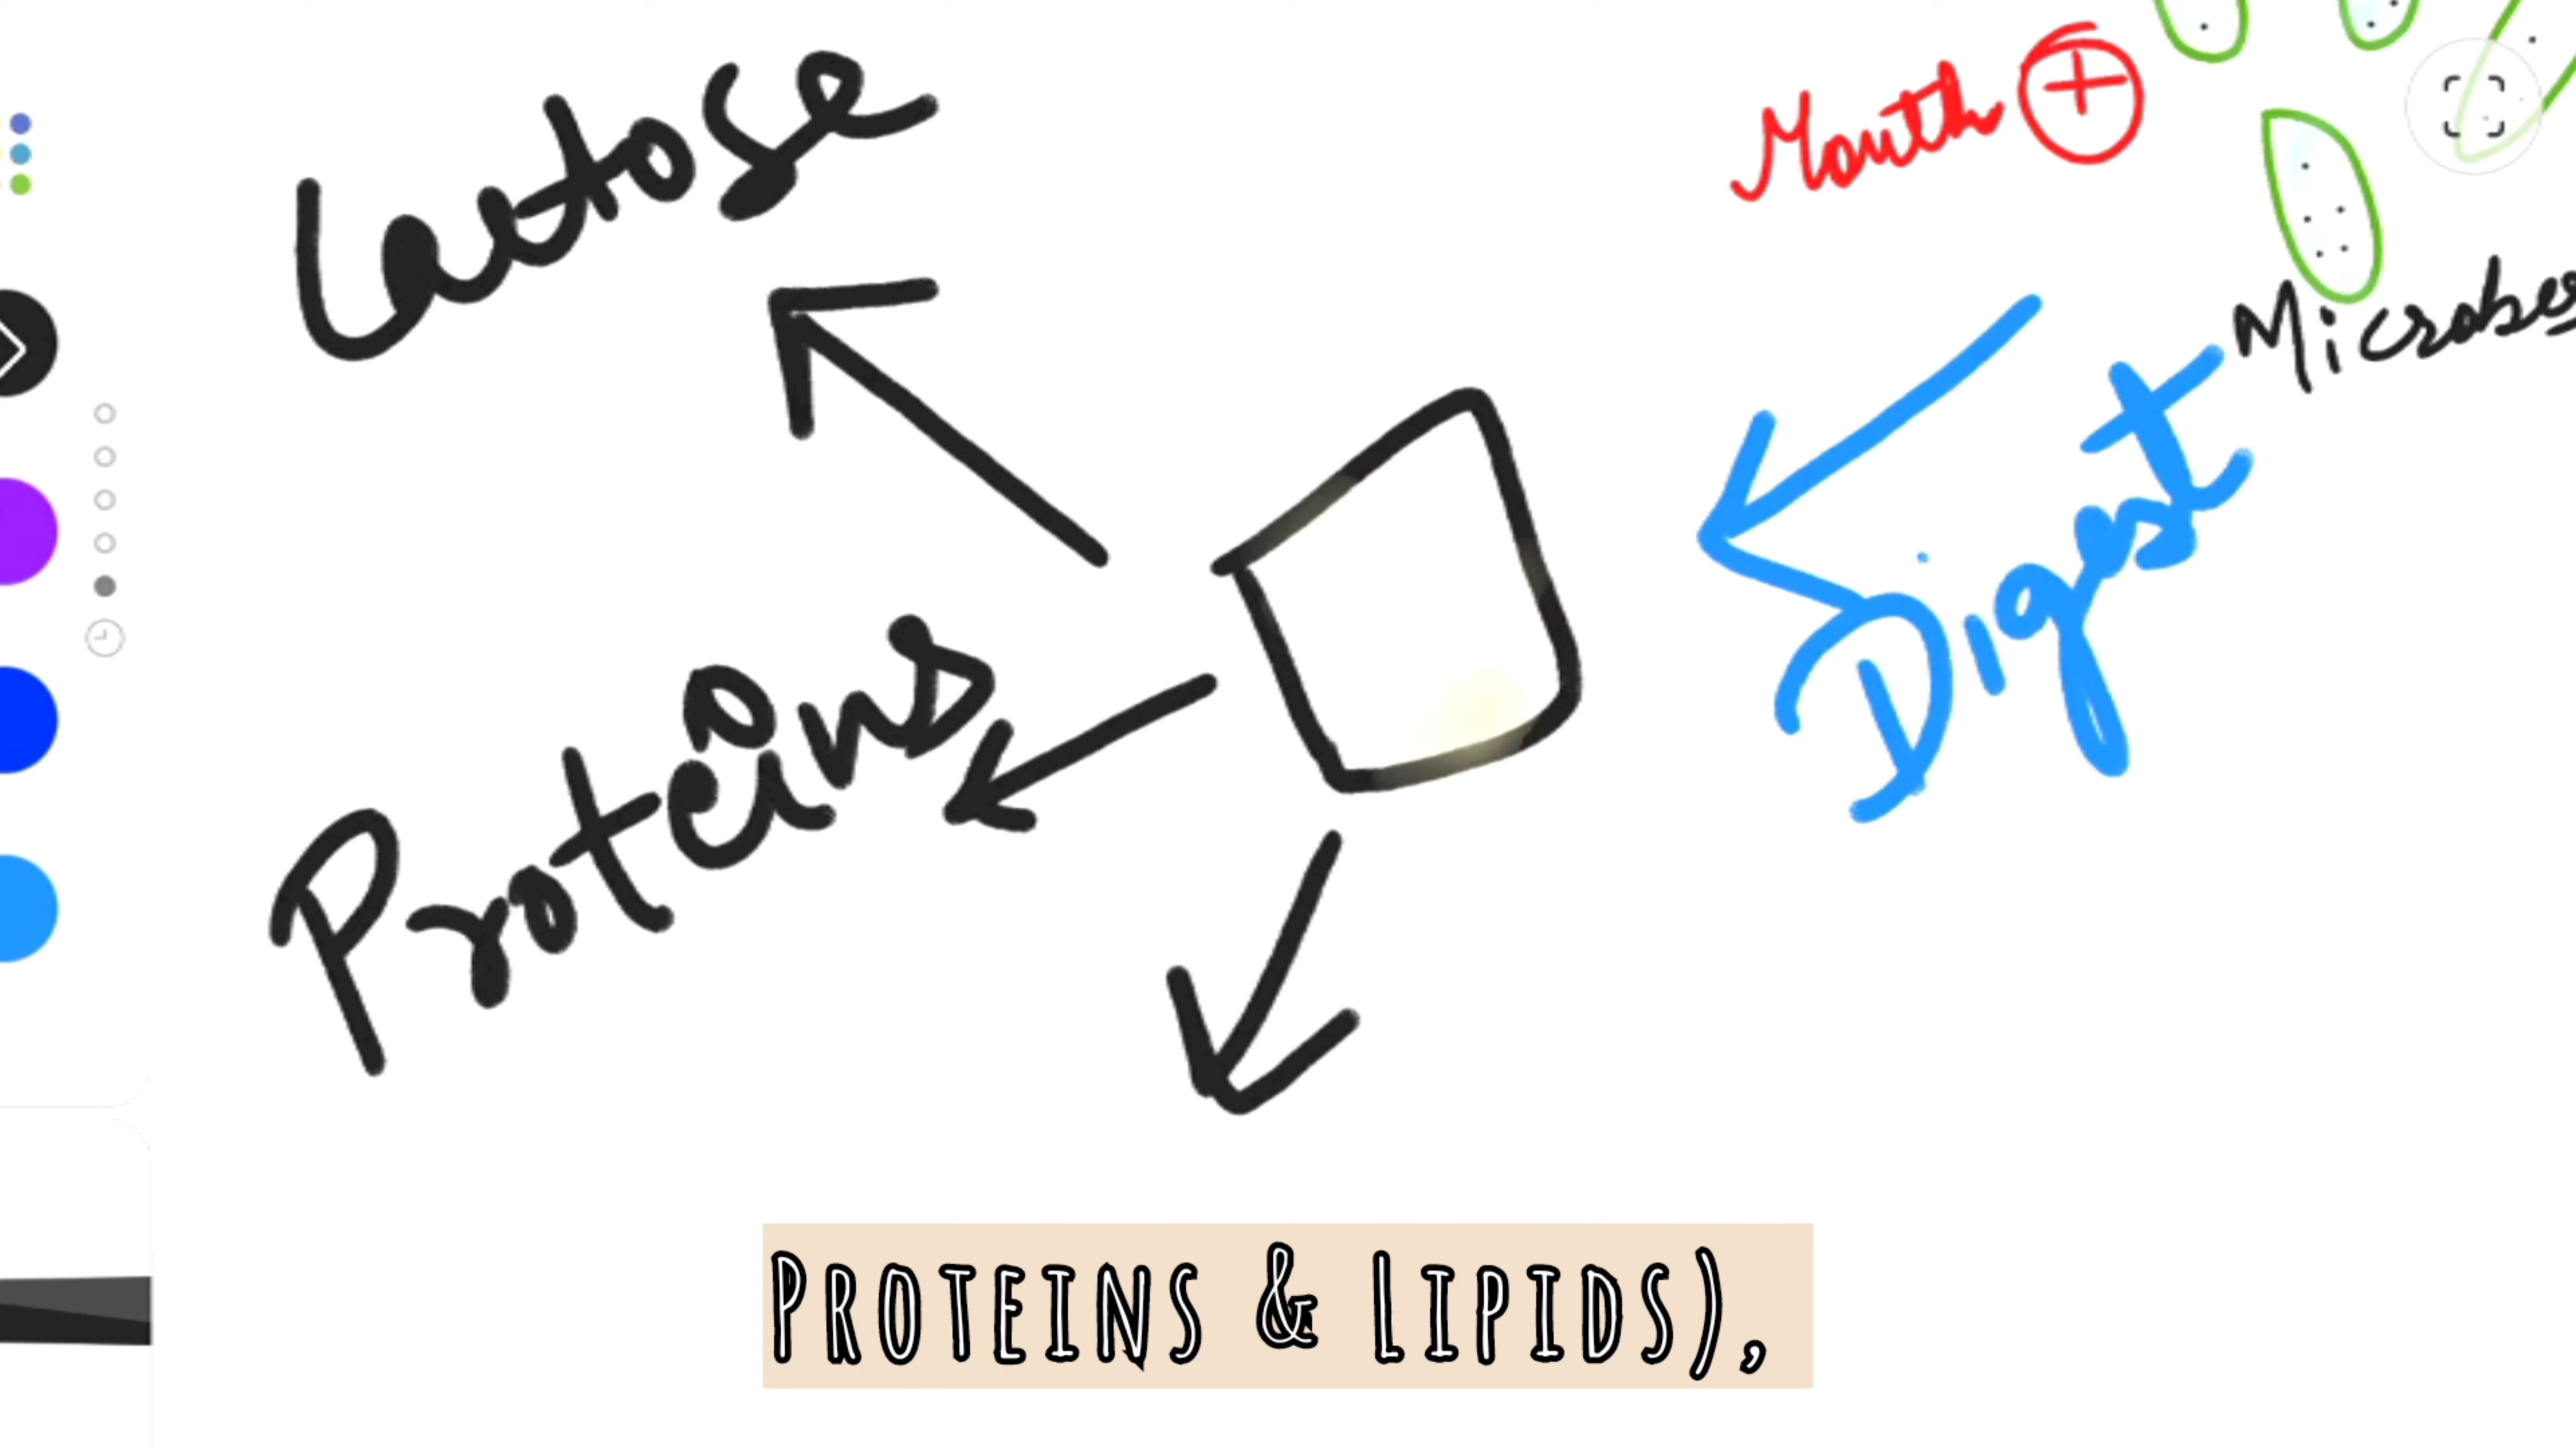 Lactose
Mouth +
Microbes
Digest
Proteins
PROTEINS & LIPIDS),